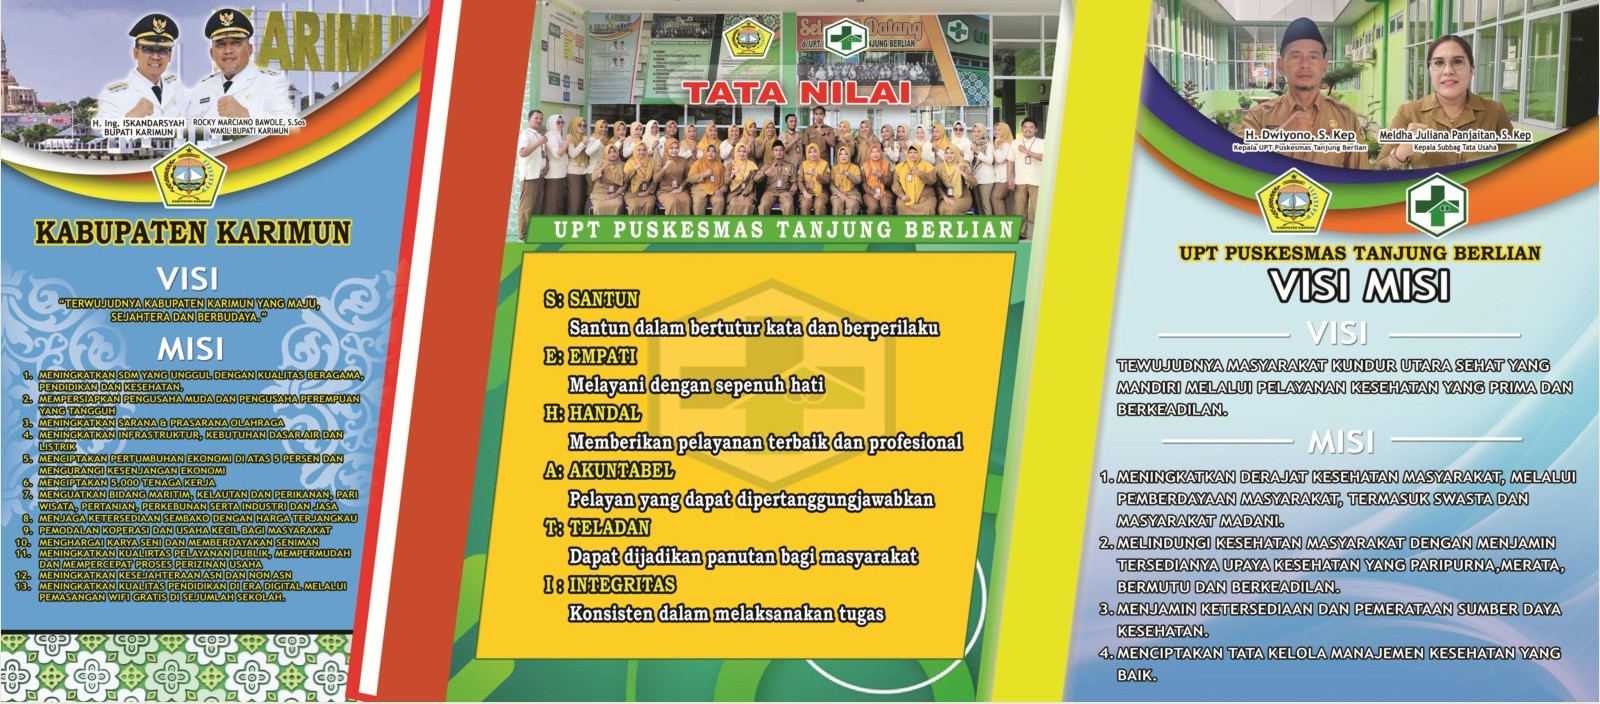 KARIMUN
H. Ing. ISKANDARSYAH
BUPATI KARIMUN
ROCKY MARCIANO BAWOLE, S.Sos
WAKIL BUPATI KARIMUN
KABUPATEN KARIMUN
VISI
“TERWUJUDNYA KABUPATEN KARIMUN YANG MAJU,
SEJAHTERA DAN BERBUDAYA.”
MISI
1. MENINGKATKAN SDM YANG UNGGUL DENGAN KUALITAS BERAGAMA,
PENDIDIKAN DAN KESEHATAN.
2. MEMPERSIAPKAN PENGUSAHA MUDA DAN PENGUSAHA PEREMPUAN
YANG TANGGUH
3. MENINGKATKAN SARANA & PRASARANA OLAHRAGA
4. MENINGKATKAN INFRASTRUKTUR, KEBUTUHAN DASAR AIR DAN
LISTRIK
5. MENCIPTAKAN PERTUMBUHAN EKONOMI DI ATAS 5 PERSEN DAN
MENGURANGI KESENJANGAN EKONOMI
6. MENCIPTAKAN 5.000 TENAGA KERJA
7. MENGUATKAN BIDANG MARITIM, KELAUTAN DAN PERIKANAN, PARI
WISATA, PERTANIAN, PERKEBUNAN SERTA INDUSTRI DAN JASA
8. MENJAGA KETERSEDIAAN SEMBAKO DENGAN HARGA TERJANGKAU
9. PEMODALAN KOPERASI DAN USAHA KECIL BAGI MASYARAKAT
10. MENGHARGAI KARYA SENI DAN MEMBERDAYAKAN SENIMAN
11. MENINGKATKAN KUALIRTAS PELAYANAN PUBLIK, MEMPERMUDAH
DAN MEMPERCEPAT PROSES PERIZINAN USAHA
12. MENINGKATKAN KESEJAHTERAAN ASN DAN NON ASN
13. MENINGKATKAN KUALITAS PENDIDIKAN DI ERA DIGITAL MELALUI
PEMASANGAN WIFI GRATIS DI SEJUMLAH SEKOLAH.
TATA NILAI
UPT PUSKESMAS TANJUNG BERLIAN
S: SANTUN
Santun dalam bertutur kata dan berperilaku
E: EMPATI
Melayani dengan sepenuh hati
H: HANDAL
Memberikan pelayanan terbaik dan profesional
A: AKUNTABEL
Pelayan yang dapat dipertanggungjawabkan
T: TELADAN
Dapat dijadikan panutan bagi masyarakat
I : INTEGRITAS
Konsisten dalam melaksanakan tugas
H. Dwiyono, S. Kep
Kepala UPT Puskesmas Tanjung Berlian
Meldha Juliana Panjaitan, S. Kep
Kepala Subbag Tata Usaha
UPT PUSKESMAS TANJUNG BERLIAN
VISI MISI
VISI
TEWUJUDNYA MASYARAKAT KUNDUR UTARA SEHAT YANG
MANDIRI MELALUI PELAYANAN KESEHATAN YANG PRIMA DAN
BERKEADILAN.
MISI
1. MENINGKATKAN DERAJAT KESEHATAN MASYARAKAT, MELALUI
PEMBERDAYAAN MASYARAKAT, TERMASUK SWASTA DAN
MASYARAKAT MADANI.
2. MELINDUNGI KESEHATAN MASYARAKAT DENGAN MENJAMIN
TERSEDIANYA UPAYA KESEHATAN YANG PARIPURNA,MERATA,
BERMUTU DAN BERKEADILAN.
3. MENJAMIN KETERSEDIAAN DAN PEMERATAAN SUMBER DAYA
KESEHATAN.
4. MENCIPTAKAN TATA KELOLA MANAJEMEN KESEHATAN YANG
BAIK.